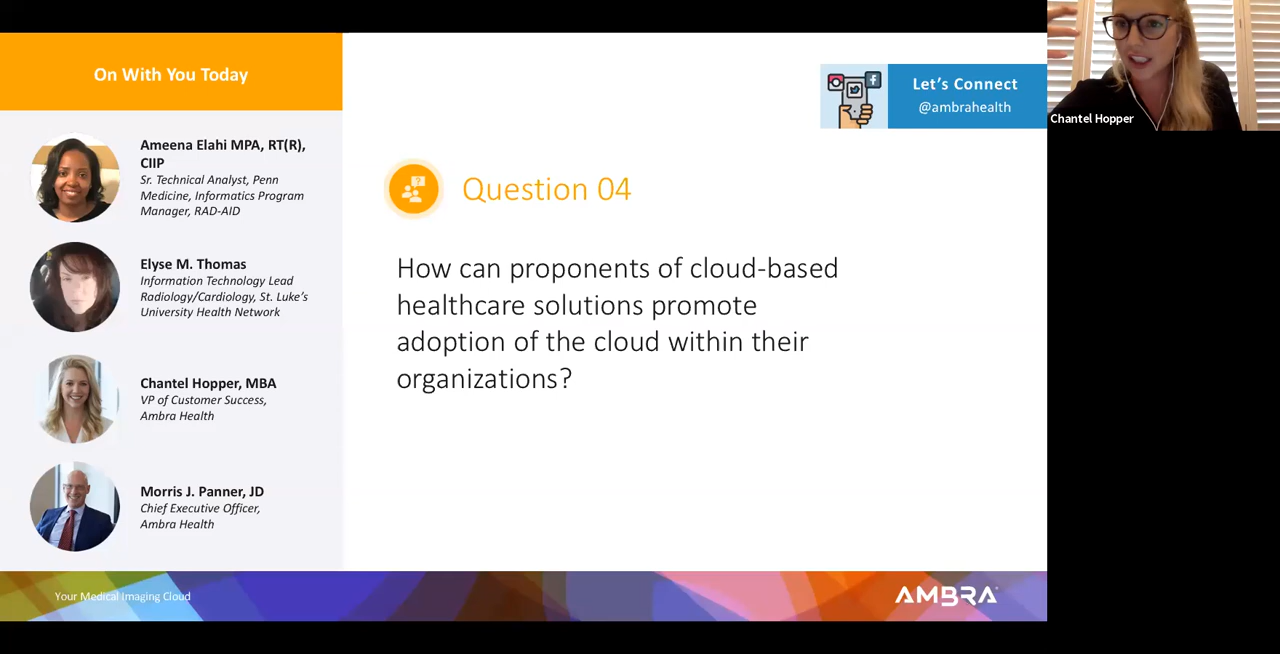 On With You Today
Ameena Elahi MPA, RT(R),
CIIP
Sr. Technical Analyst, Penn
Medicine, Informatics Program
Manager, RAD-AID
Elyse M. Thomas
Information Technology Lead
Radiology/Cardiology, St. Luke’s
University Health Network
Chantel Hopper, MBA
VP of Customer Success,
Ambra Health
Morris J. Panner, JD
Chief Executive Officer,
Ambra Health
Let’s Connect
@ambrahealth
Question 04
How can proponents of cloud-based
healthcare solutions promote
adoption of the cloud within their
organizations?
Your Medical Imaging Cloud
AMBRA
Chantel Hopper